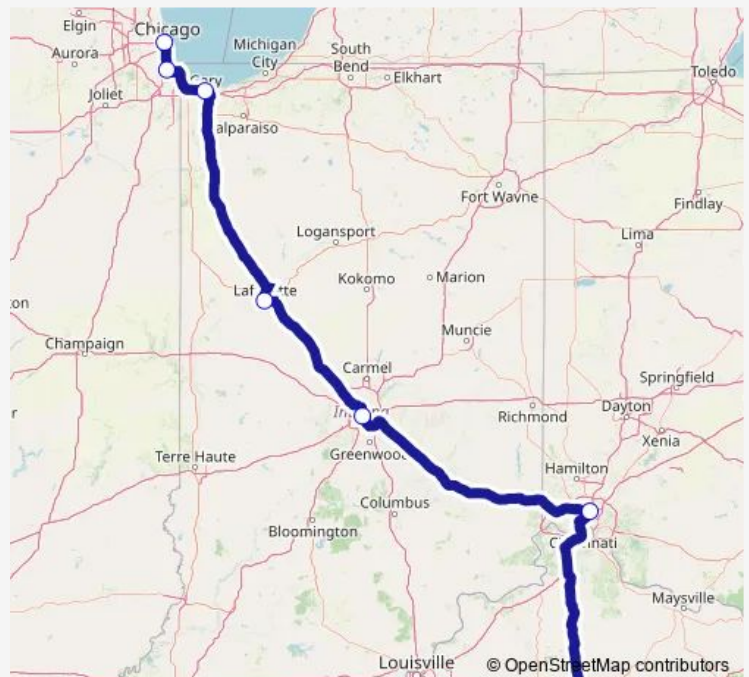 Elgin
Chicago
Aurora
Michigan
City
South
Bend
Elkhart
Toledo
Joliet
alparaiso
Fort Wayne
Findlay
Logansport
Lima
Kokomo
Marion
on
Champaign
Muncie
Carmel
Springfield
r
Richmond
Dayton
Xenia
Greenwood
Terre Haute
Hamilton
Columbus
Bloomington
Maysville
Louisville
© OpenStreetMap contributors